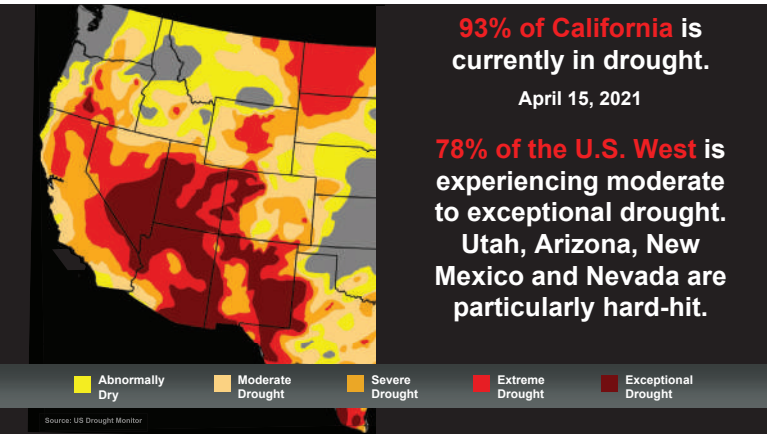 93% of California is
currently in drought.
April 15, 2021
78% of the U.S. West is
experiencing moderate
to exceptional drought.
Utah, Arizona, New
Mexico and Nevada are
particularly hard-hit.
Abnormally
Dry
Moderate
Drought
Severe
Drought
Extreme
Drought
Exceptional
Drought
Source: US Drought Monitor